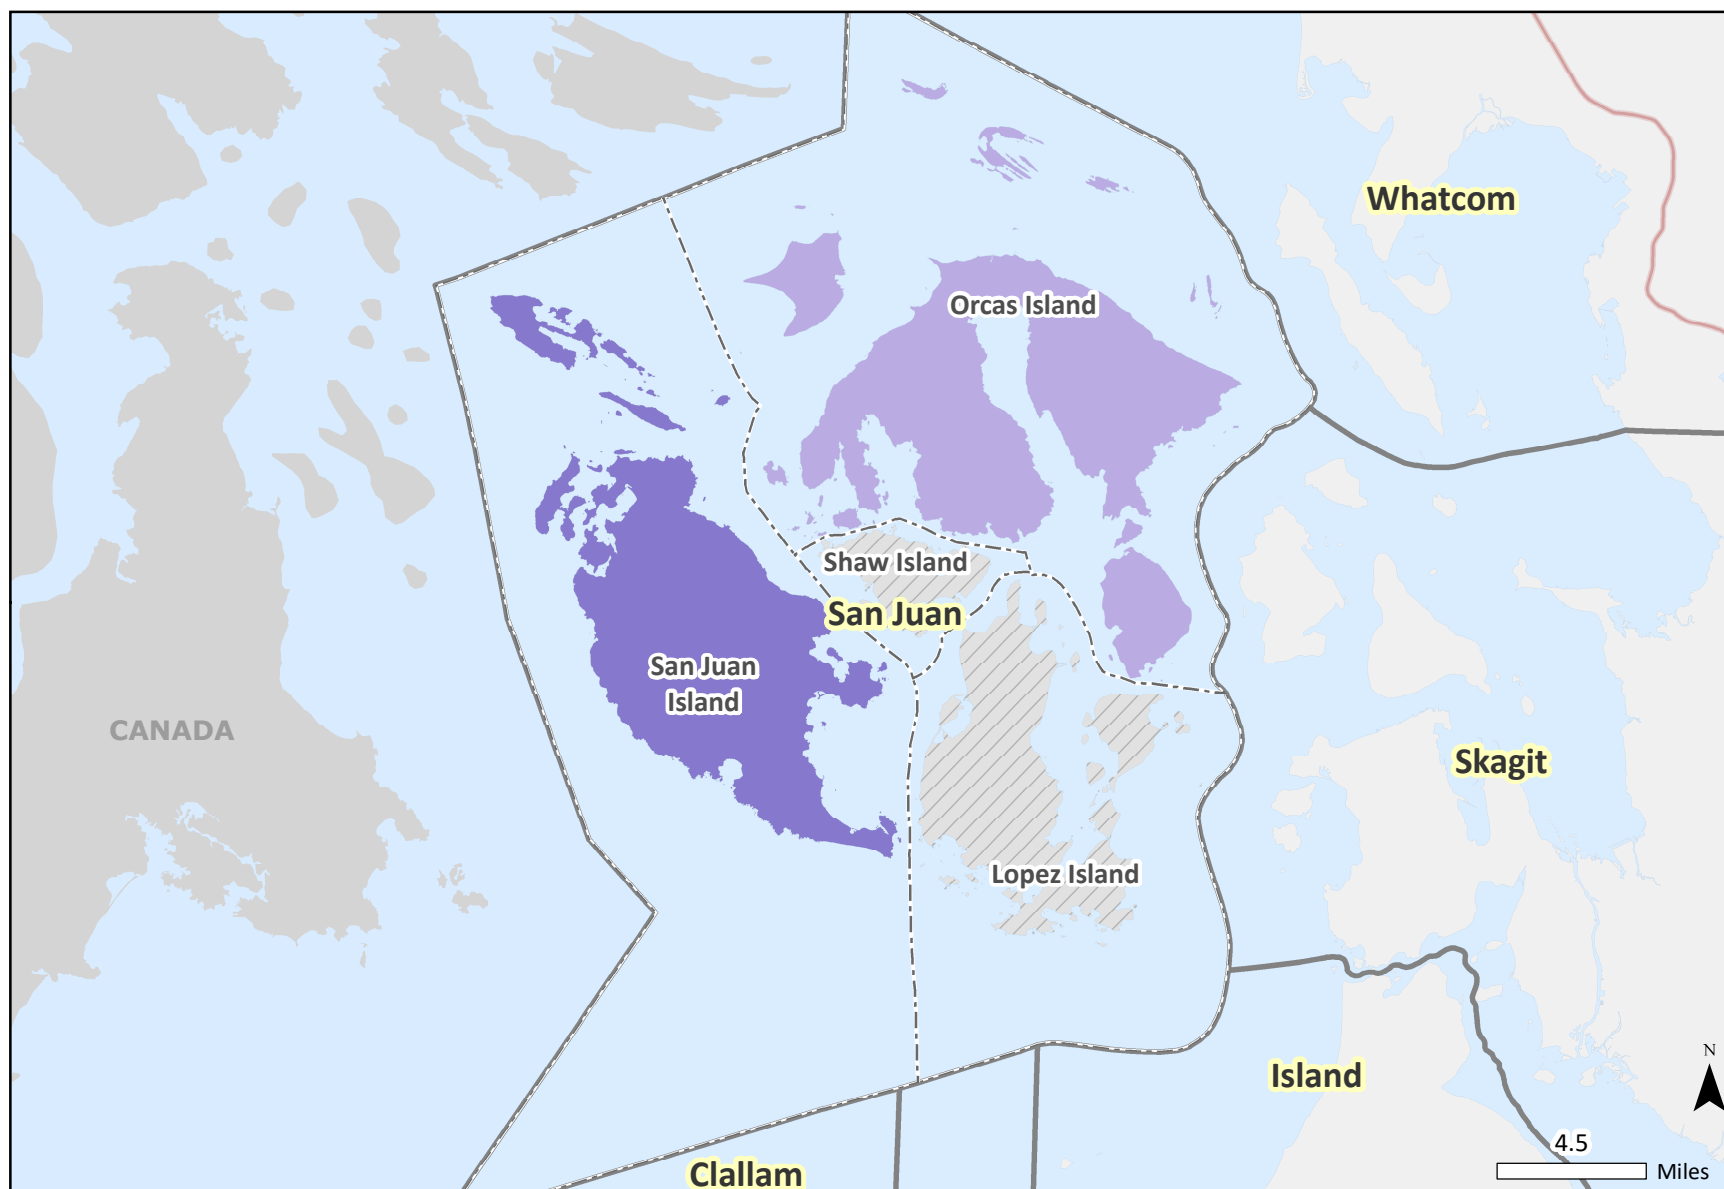 Whatcom
Orcas Island
Shaw Island
San Juan
San Juan
Island
CANADA
Skagit
Lopez Island
Island
N
4.5
Miles
Clallam